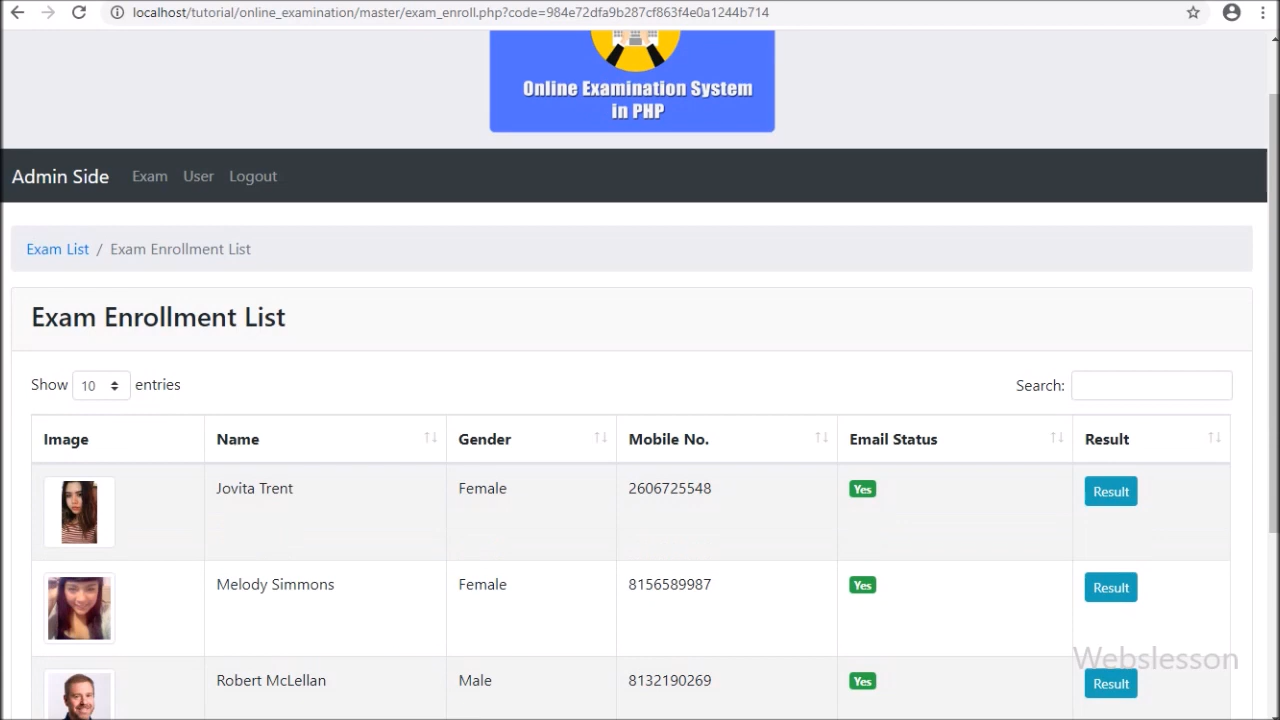 localhost/tutorial/online_examination/master/exam_enroll.php?code=984e72dfa9b287cf863f4e0a1244b714
Online Examination System
in PHP
Admin Side Exam User Logout
Exam List / Exam Enrollment List
Exam Enrollment List
Show 10 entries Search:
Image Name Gender Mobile No. Email Status Result
Jovita Trent Female 2606725548 Yes Result
Melody Simmons Female 8156589987 Yes Result
Webslesson
Robert McLellan Male 8132190269 Yes Result